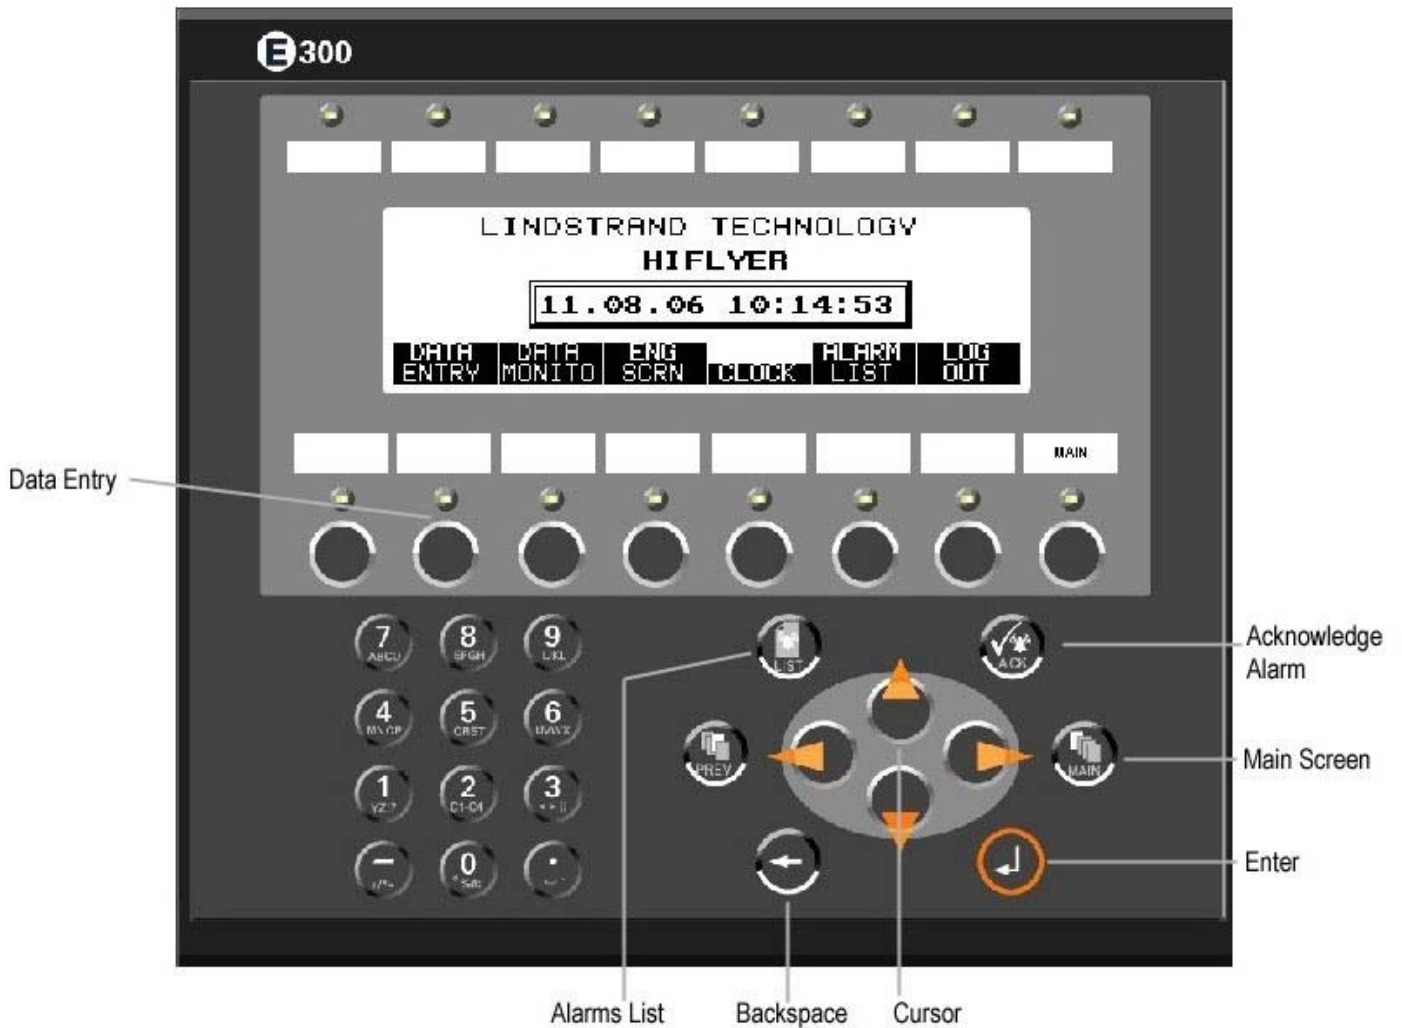 E 300
LINDSTRAND TECHNOLOGY
HIFLYER
11.08.06 10:14:53
DATA ENTRY DATA MONITO ENG SCRN CLOCK ALARM LIST LOG OUT
MAIN
Data Entry
7 8 9
LIST
ACK
Acknowledge
Alarm
4 5 6
PREV
MAIN
Main Screen
1 2 3
YZ!?
– 0 .
Enter
Alarms List Backspace Cursor